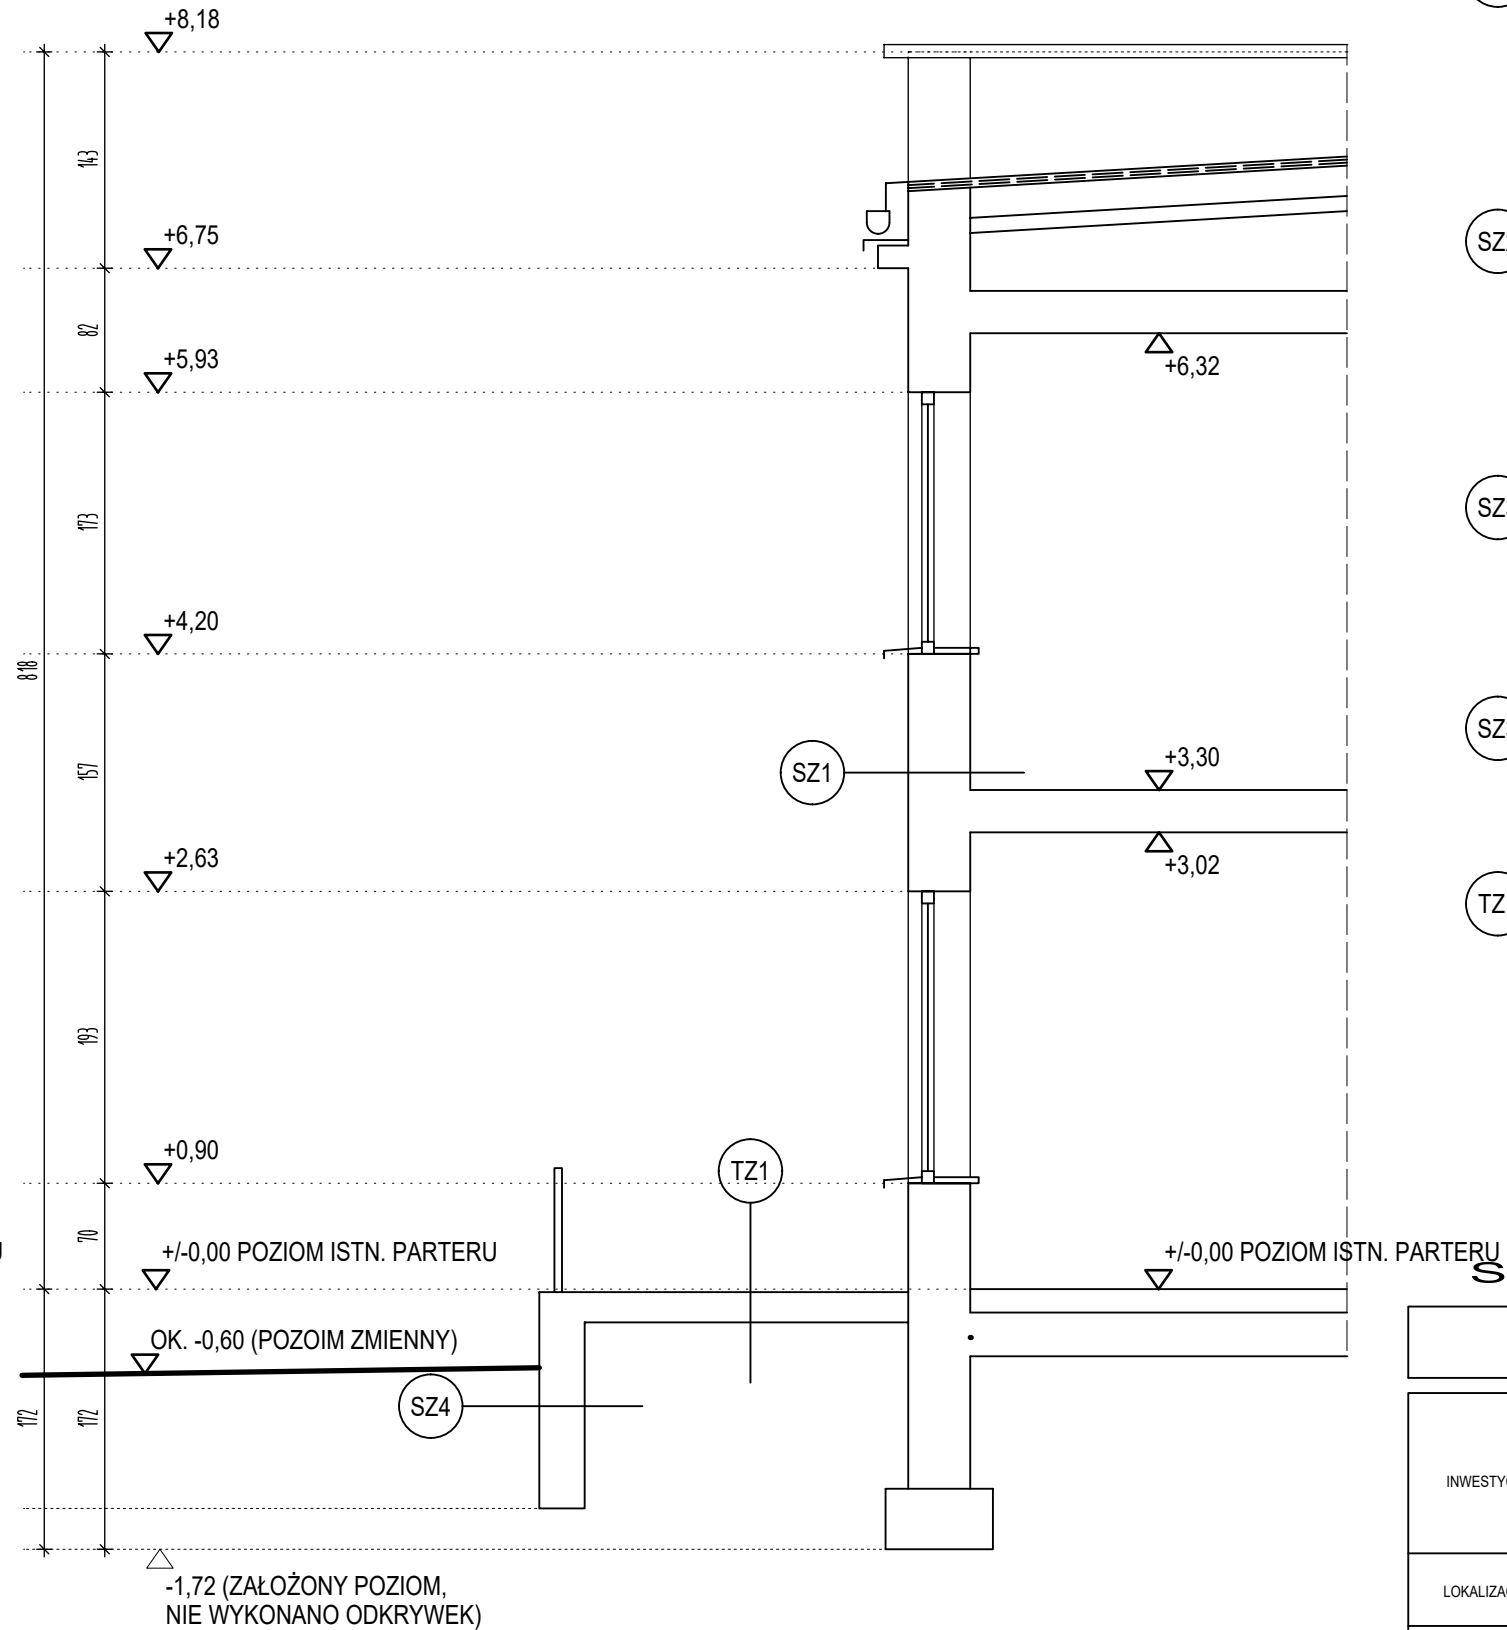 +8,18
143
+6,75
82
+5,93
+6,32
173
+4,20
818
SZ1
157
+3,30
+2,63
+3,02
193
+0,90
TZ1
70
+/-0,00 POZIOM ISTN. PARTERU
+/-0,00 POZIOM ISTN. PARTERU
S
OK. -0,60 (POZOIM ZMIENNY)
SZ4
172
172
-1,72 (ZAŁOŻONY POZIOM,
NIE WYKONANO ODKRYWEK)